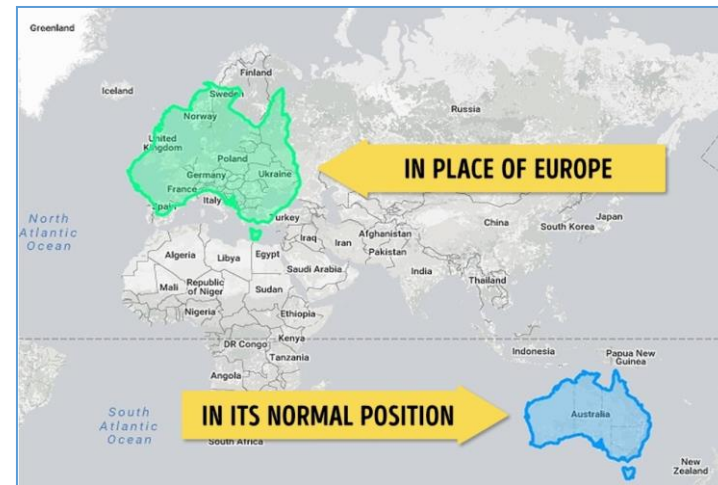 Greenland
Iceland
Finland
Sweden
Norway
Russia
United
Kingdom
Poland
Germany
Ukraine
France
Spain
Italy
Turkey
IN PLACE OF EUROPE
North
Atlantic
Ocean
Algeria
Libya
Egypt
Iraq
Iran
Afghanistan
Pakistan
China
South Korea
Japan
Saudi Arabia
India
Thailand
Mali
Republic
of Niger
Sudan
Nigeria
Ethiopia
DR Congo
Kenya
Tanzania
Indonesia
Papua New
Guinea
Angola
South
Atlantic
Ocean
IN ITS NORMAL POSITION
Australia
South Africa
New
Zealand